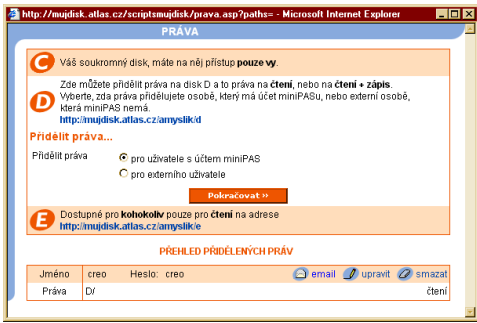 http://mujdisk.atlas.cz/scriptsmujdisk/prava.asp?paths= - Microsoft Internet Explorer
PRÁVA
C Váš soukromný disk, máte na něj přístup pouze vy.
D Zde můžete přidělit práva na disk D a to práva na čtení, nebo na čtení + zápis.
Vyberte, zda práva přidělujete osobě, který má účet miniPASu, nebo externí osobě,
která miniPAS nemá.
http://mujdisk.atlas.cz/amyslik/d
Přidělit práva...
Přidělit práva pro uživatele s účtem miniPAS
pro externího uživatele
Pokračovat »
E Dostupné pro kohokoliv pouze pro čtení na adrese
http://mujdisk.atlas.cz/amyslik/e
PŘEHLED PŘIDĚLENÝCH PRÁV
Jméno creo Heslo: creo email upravit smazat
Práva D/ čtení